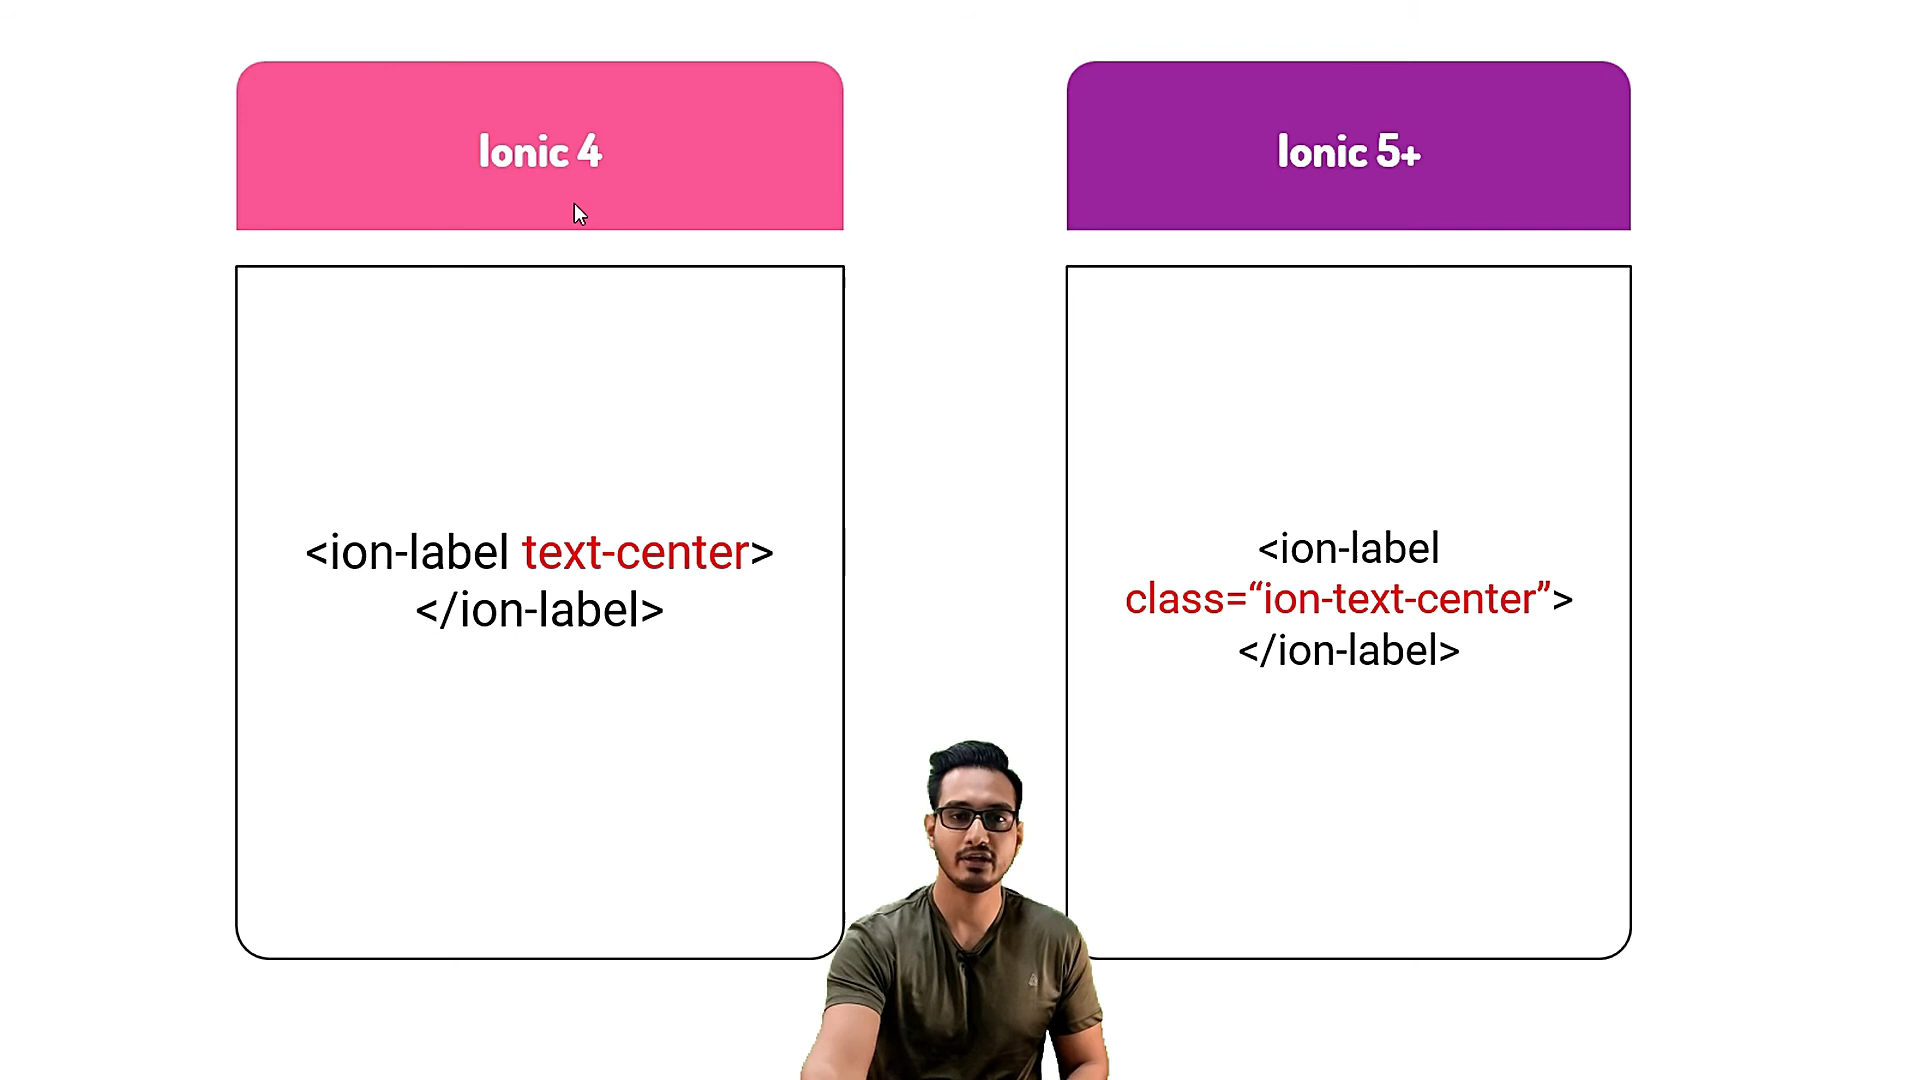 Ionic 4
<ion-label text-center>
</ion-label>
Ionic 5+
<ion-label
class=“ion-text-center”>
</ion-label>